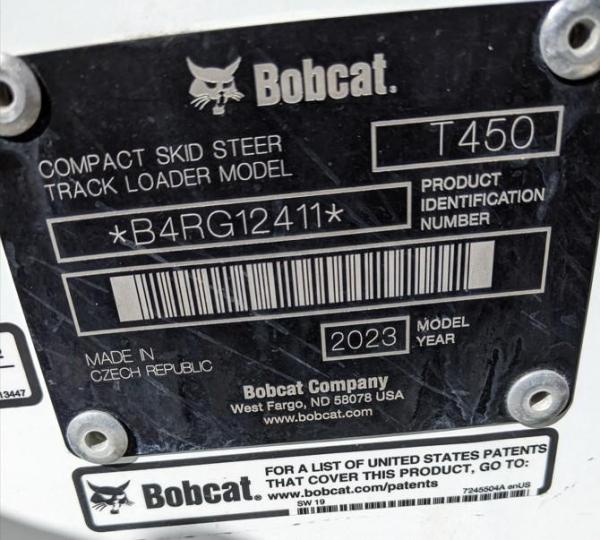 Bobcat.
COMPACT SKID STEER
TRACK LOADER MODEL
T450
PRODUCT
IDENTIFICATION
NUMBER
*B4RG12411*
2023
MODEL
YEAR
MADE IN
CZECH REPUBLIC
Bobcat Company
West Fargo, ND 58078 USA
www.bobcat.com
13447
Bobcat.
FOR A LIST OF UNITED STATES PATENTS
THAT COVER THIS PRODUCT, GO TO:
www.bobcat.com/patents
SW 19
7245504A enUS